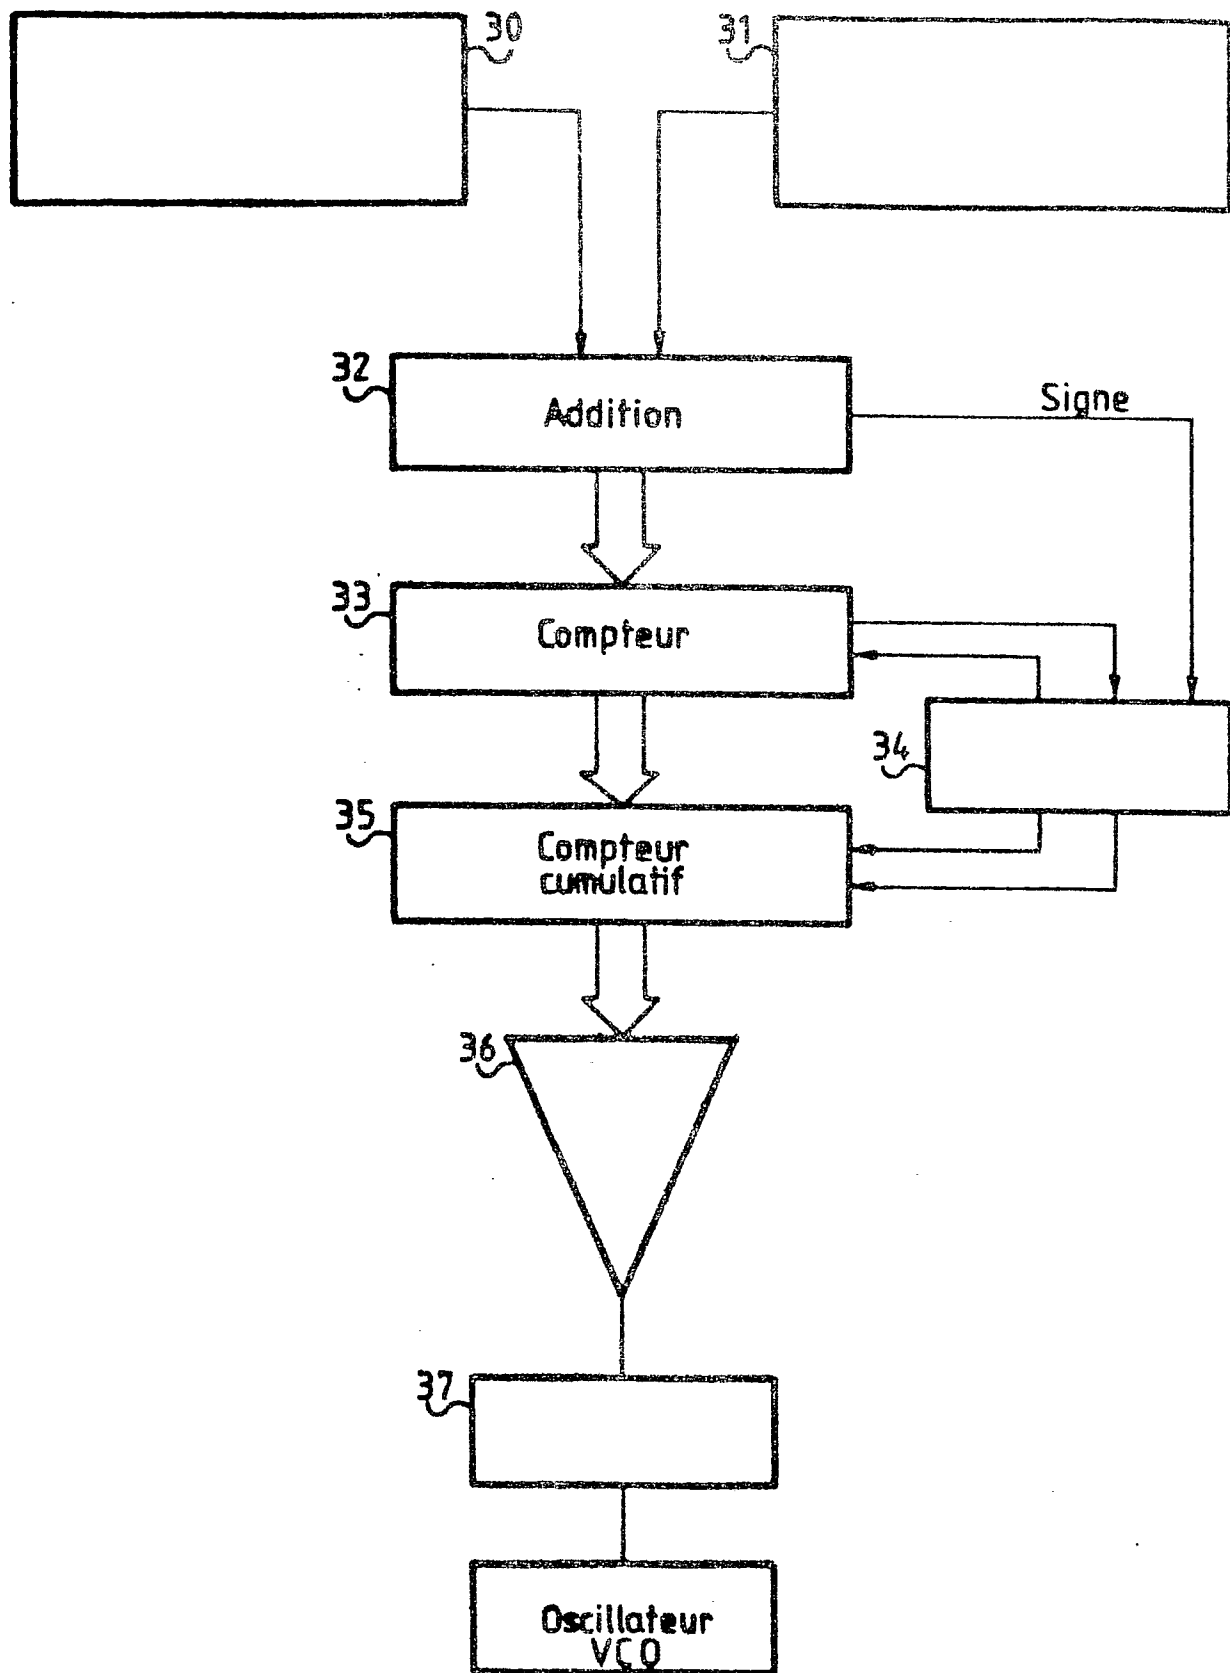 30
31
32
Addition
Signe
33
Compteur
34
35
Compteur
cumulatif
36
37
Oscillateur
VCO